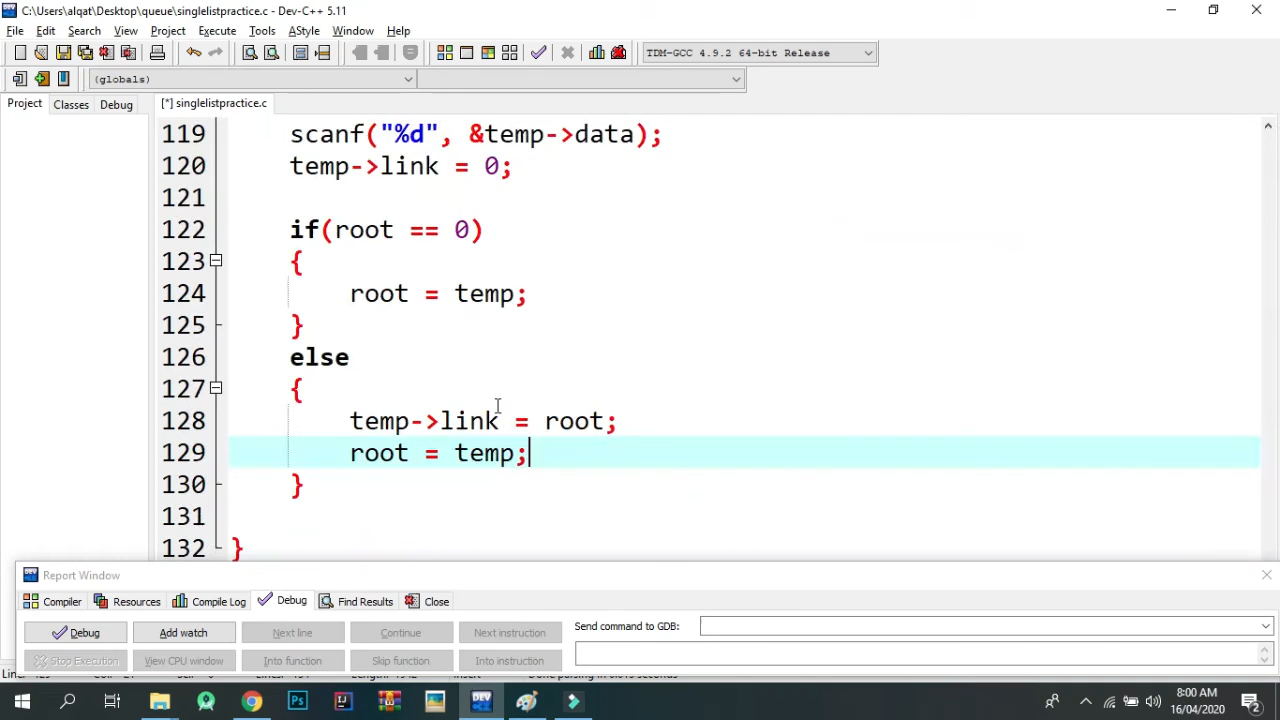 C:\Users\alqat\Desktop\queue\singlelistpractice.c - Dev-C++ 5.11
File Edit Search View Project Execute Tools AStyle Window Help
TDM-GCC 4.9.2 64-bit Release
(globals)
Project Classes Debug [*] singlelistpractice.c
119 scanf("%d", &temp->data);
120 temp->link = 0;
121
122 if(root == 0)
123 {
124 root = temp;
125 }
126 else
127 {
128 temp->link = root;
129 root = temp;
130 }
131
132 }
Report Window
Compiler Resources Compile Log Debug Find Results Close
Debug Add watch Next line Continue Next instruction Send command to GDB:
Stop Execution View CPU window Into function Skip function Into instruction
8:00 AM
16/04/2020